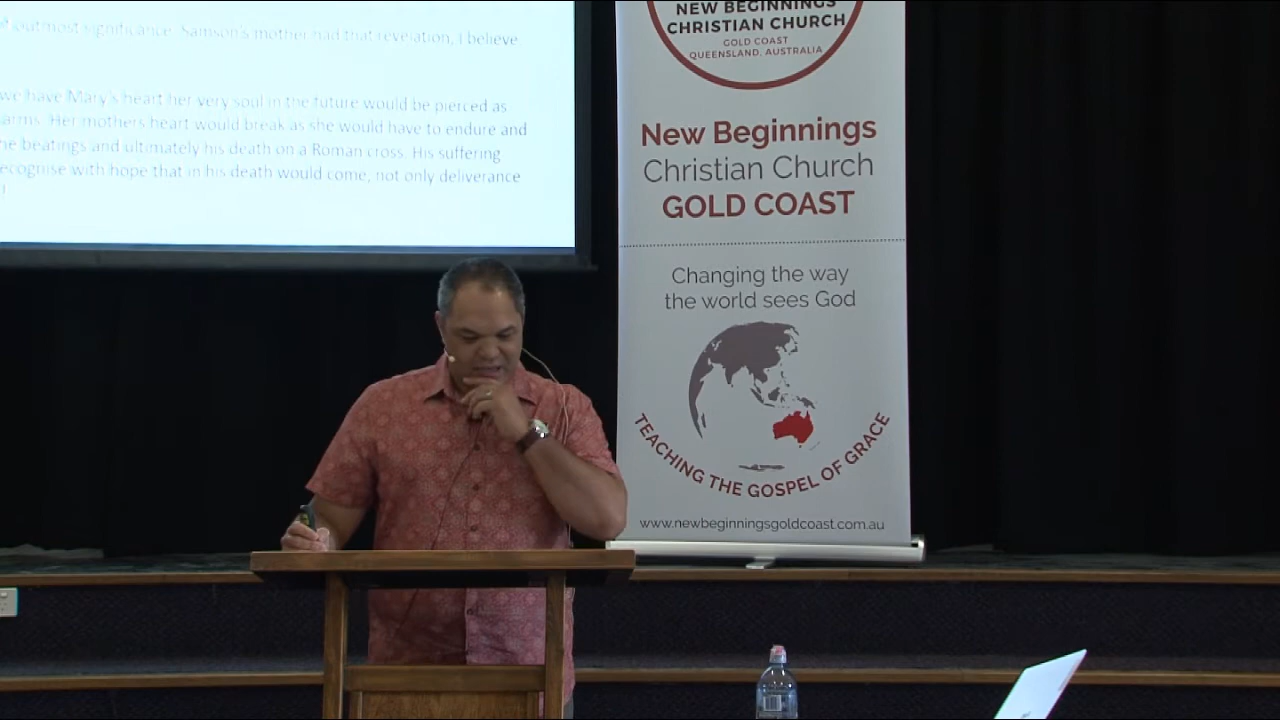 outmost significance. Samson's mother had that revelation, I believe
we have Mary's heart her very soul in the future would be pierced as
arms. Her mothers heart would break as she would have to endure and
he beatings and ultimately his death on a Roman cross. His suffering
ecognise with hope that in his death would come, not only deliverance
!
NEW BEGINNINGS
CHRISTIAN CHURCH
GOLD COAST
QUEENSLAND, AUSTRALIA
New Beginnings
Christian Church
GOLD COAST
Changing the way
the world sees God
TEACHING THE GOSPEL OF GRACE
www.newbeginningsgoldcoast.com.au